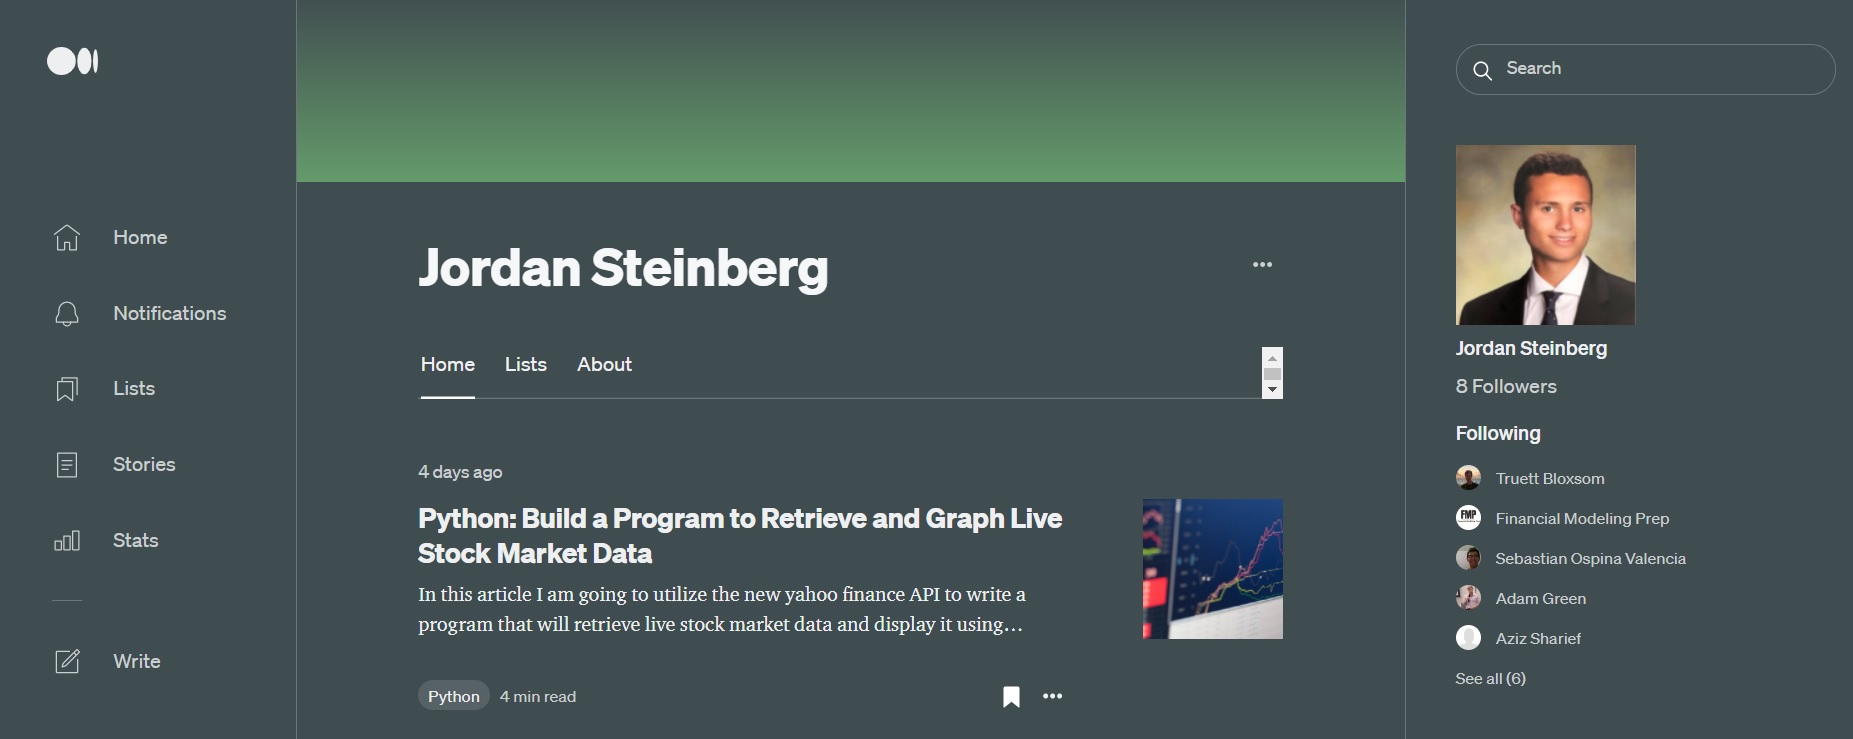 Home
Notifications
Lists
Stories
Stats
Write
Jordan Steinberg
Home Lists About
4 days ago
Python: Build a Program to Retrieve and Graph Live
Stock Market Data
In this article I am going to utilize the new yahoo finance API to write a
program that will retrieve live stock market data and display it using…
Python 4 min read
Search
Jordan Steinberg
8 Followers
Following
Truett Bloxsom
FMP
Financial Modeling Prep
Sebastian Ospina Valencia
Adam Green
Aziz Sharief
See all (6)